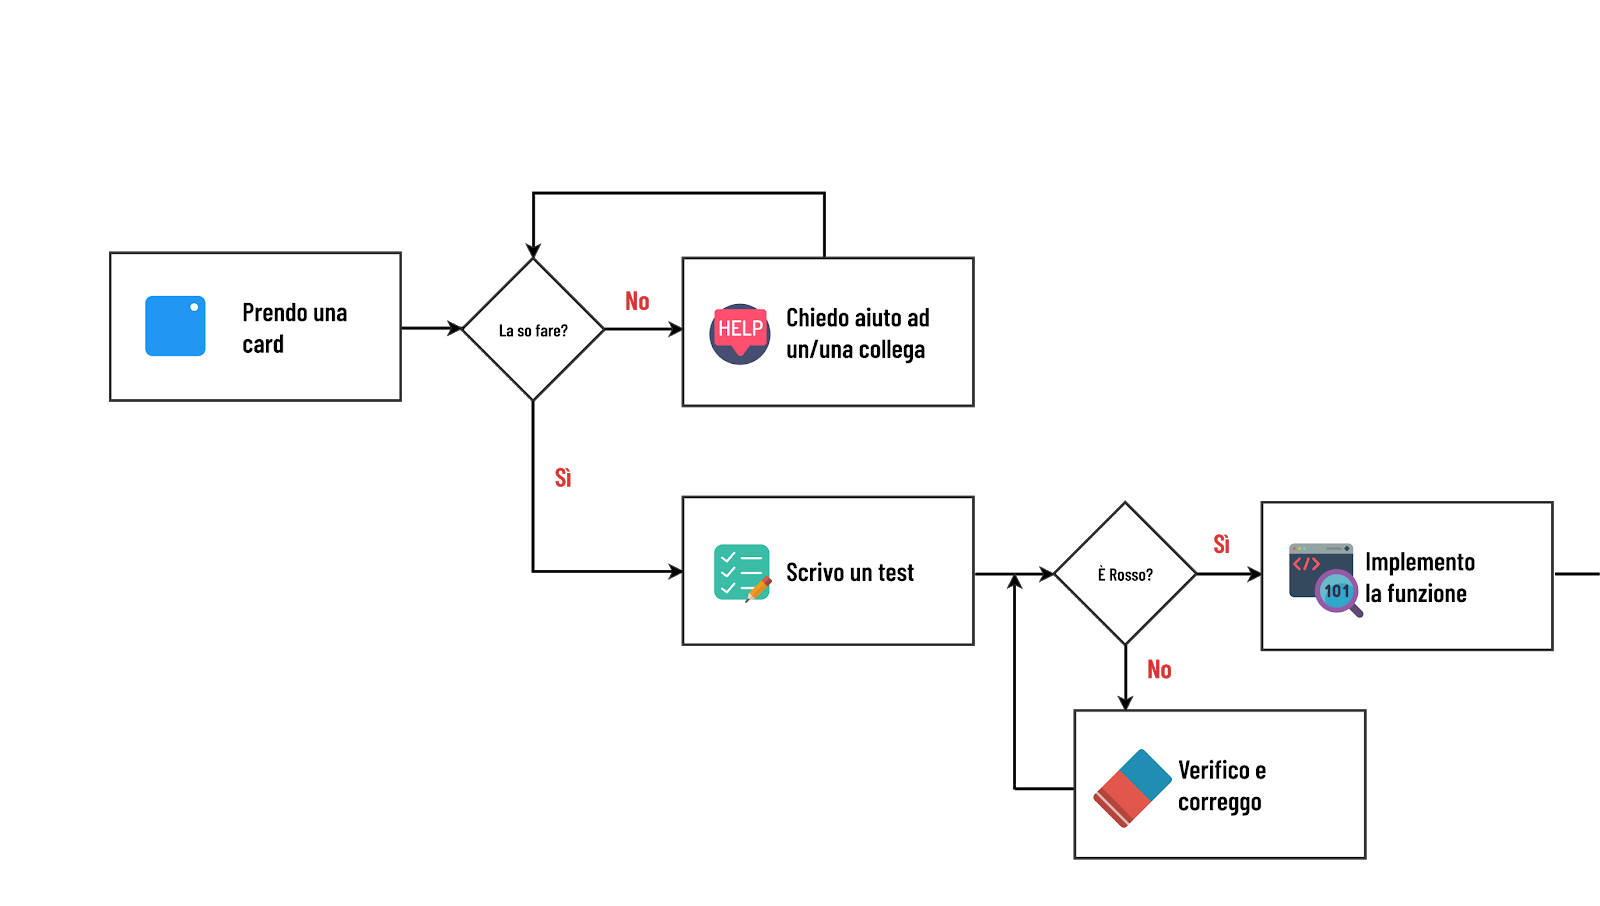 Prendo una
card
La so fare?
No
HELP
Chiedo aiuto ad
un/una collega
Sì
Scrivo un test
È Rosso?
Sì
</>
101
Implemento
la funzione
No
Verifico e
correggo